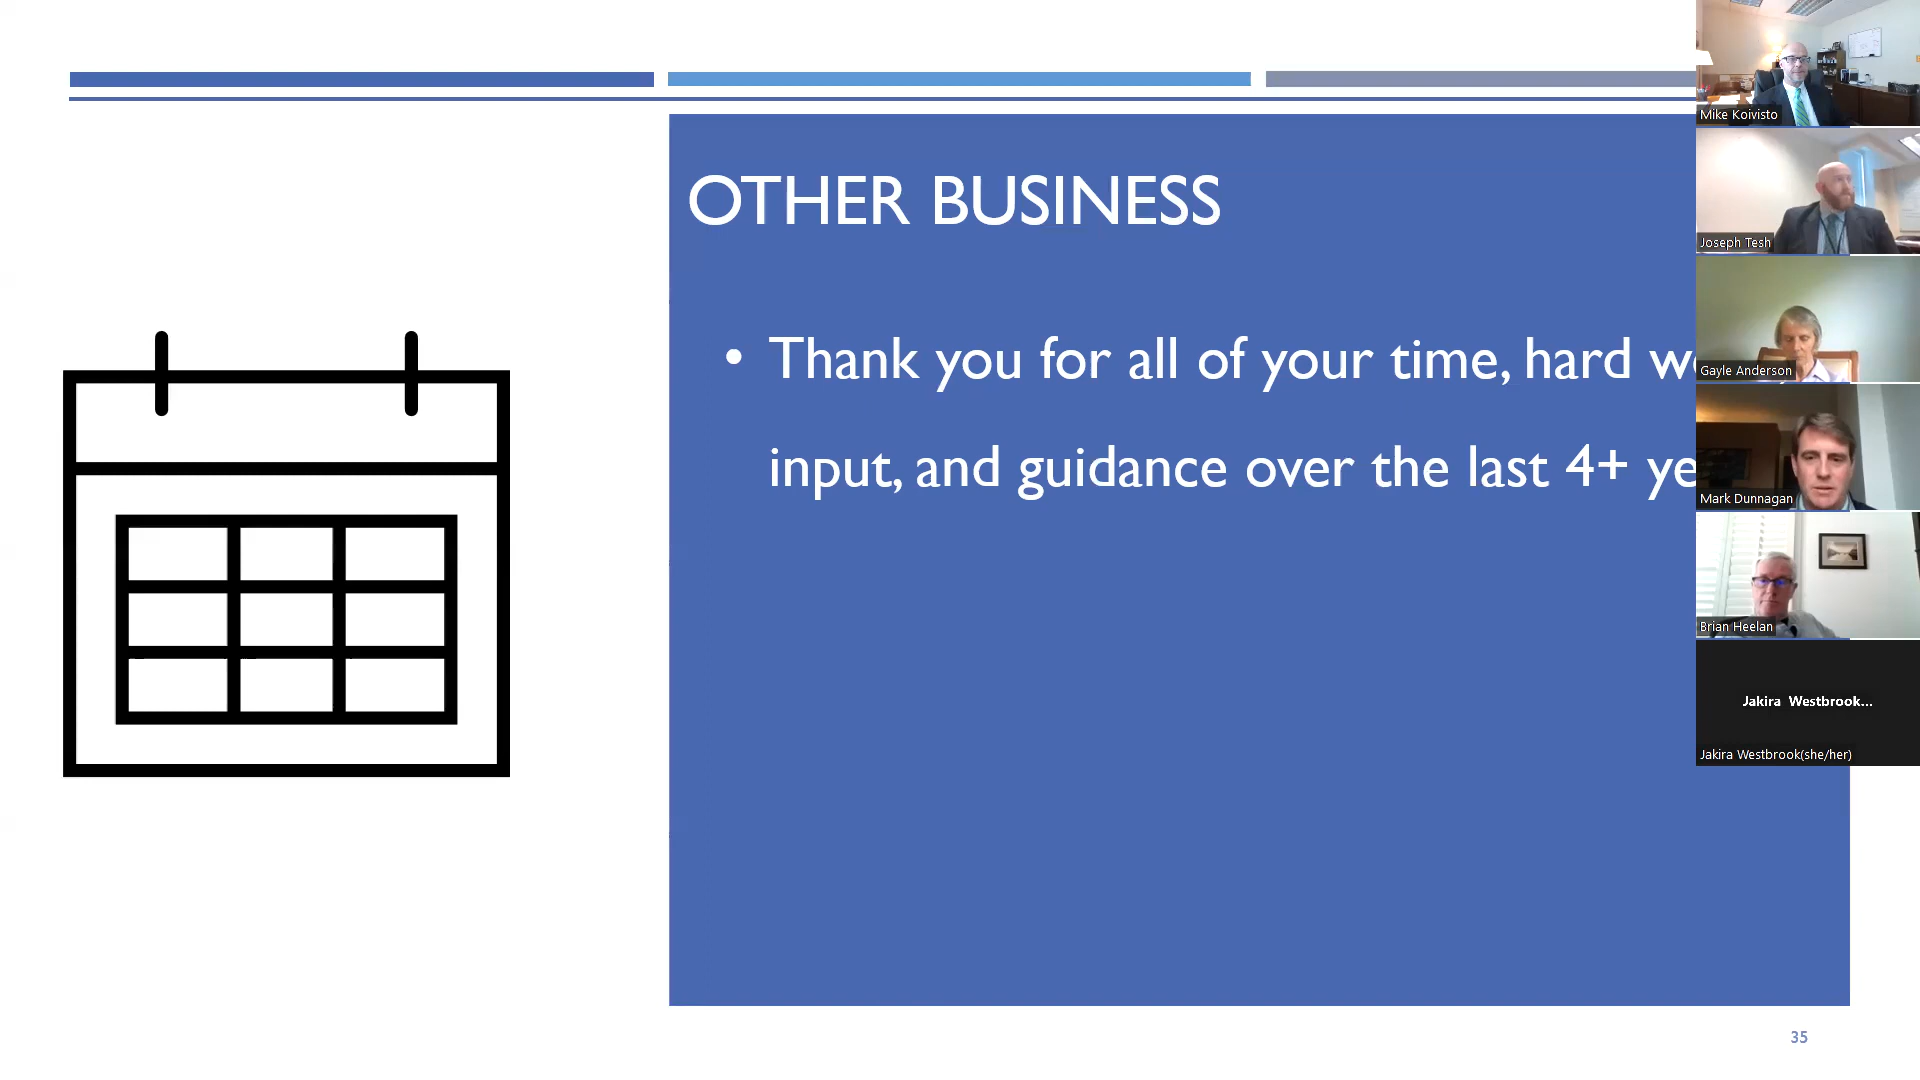 OTHER BUSINESS
• Thank you for all of your time, hard
input, and guidance over the last 4+
35
Mike Koivisto
Joseph Tesh
Gayle Anderson
Mark Dunnagan
Brian Heelan
Jakira Westbrook...
Jakira Westbrook(she/her)